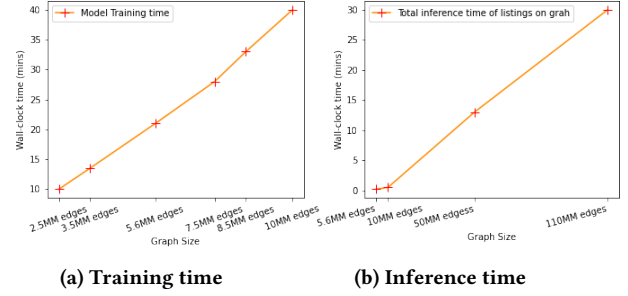 Model Training time
40
35
30
25
20
15
10
Wall-clock time (mins)
2.5MM edges
3.5MM edges
5.6MM edges
7.5MM edges
8.5MM edges
10MM edges
Graph Size
(a) Training time
Total inference time of listings on grah
30
25
20
15
10
5
0
Wall-clock time (mins)
5.6MM edges
10MM edges
50MM edges
110MM edges
Graph Size
(b) Inference time